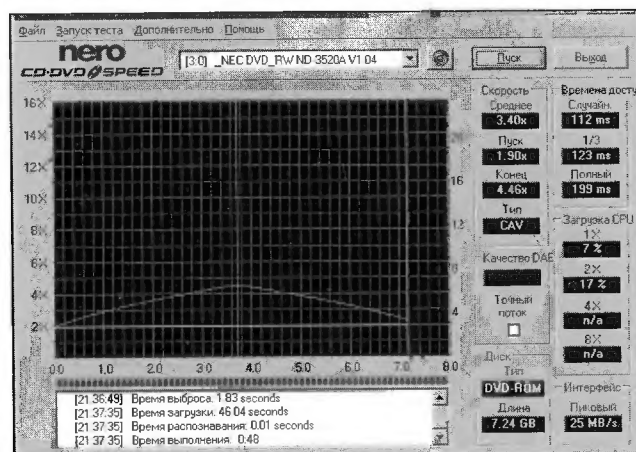 Файл Запуск теста Дополнительно Помощь
nero
CD·DVD SPEED
[3:0] _NEC DVD_RW ND-3520A V1 04
Пуск
Выход
16X
14X
12X
10X
8X
6X
4X
2X
16
12
8
4
0.0 1.0 2.0 3.0 4.0 5.0 6.0 7.0 8.0
Скорость
Среднее
3.40x
Пуск
1.90x
Конец
4.46x
Тип
CAV
Качество DAE
Точный
поток
Диск
Тип
DVD-ROM
Длина
7.24 GB
Времена досту
Случайн.
112 ms
1/3
123 ms
Полный
199 ms
Загрузка CPU
1X
7 %
2X
17 %
4X
n/a
8X
n/a
Интерфейс
Пиковый
25 MB/s.
[21:36:49] Время выброса: 1.83 seconds
[21:37:35] Время загрузки: 46.04 seconds
[21:37:35] Время распознавания: 0.01 seconds
[21:37:35] Время выполнения: 0:48